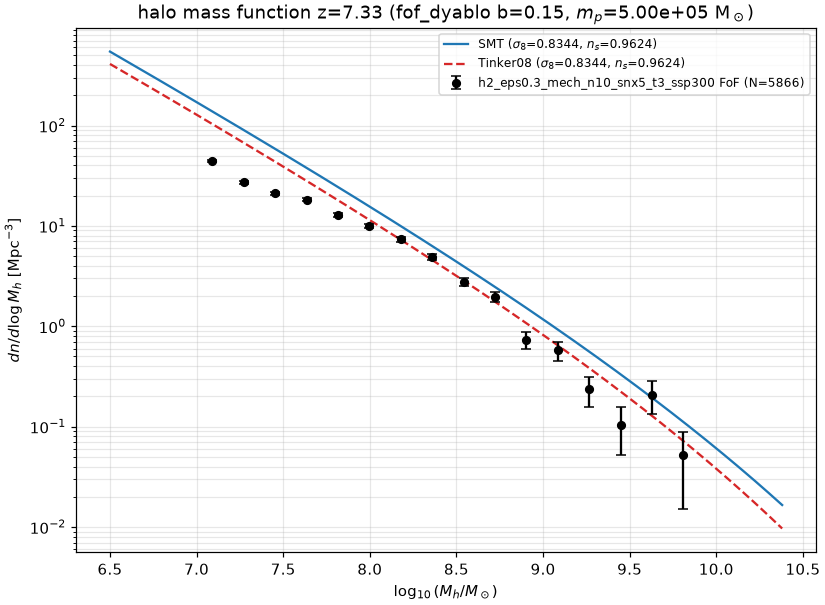 halo mass function z=7.33 (fof_dyablo b=0.15, $m_p$=5.00e+05 M$_\odot$)
SMT ($\sigma_8$=0.8344, $n_s$=0.9624)
Tinker08 ($\sigma_8$=0.8344, $n_s$=0.9624)
h2_eps0.3_mech_n10_snx5_t3_ssp300 FoF (N=5866)
$dn/d\log M_h$ [Mpc$^{-3}$]
$10^2$
$10^1$
$10^0$
$10^{-1}$
$10^{-2}$
6.5 7.0 7.5 8.0 8.5 9.0 9.5 10.0 10.5
$\log_{10}(M_h/M_\odot)$